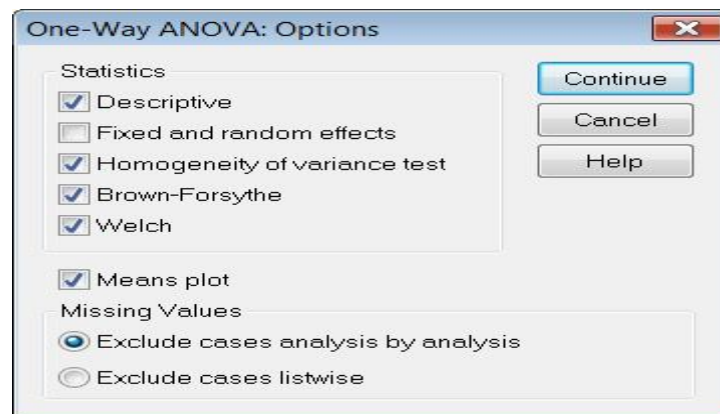 One-Way ANOVA: Options
Statistics
Descriptive
Fixed and random effects
Homogeneity of variance test
Brown-Forsythe
Welch
Means plot
Missing Values
Exclude cases analysis by analysis
Exclude cases listwise
Continue
Cancel
Help